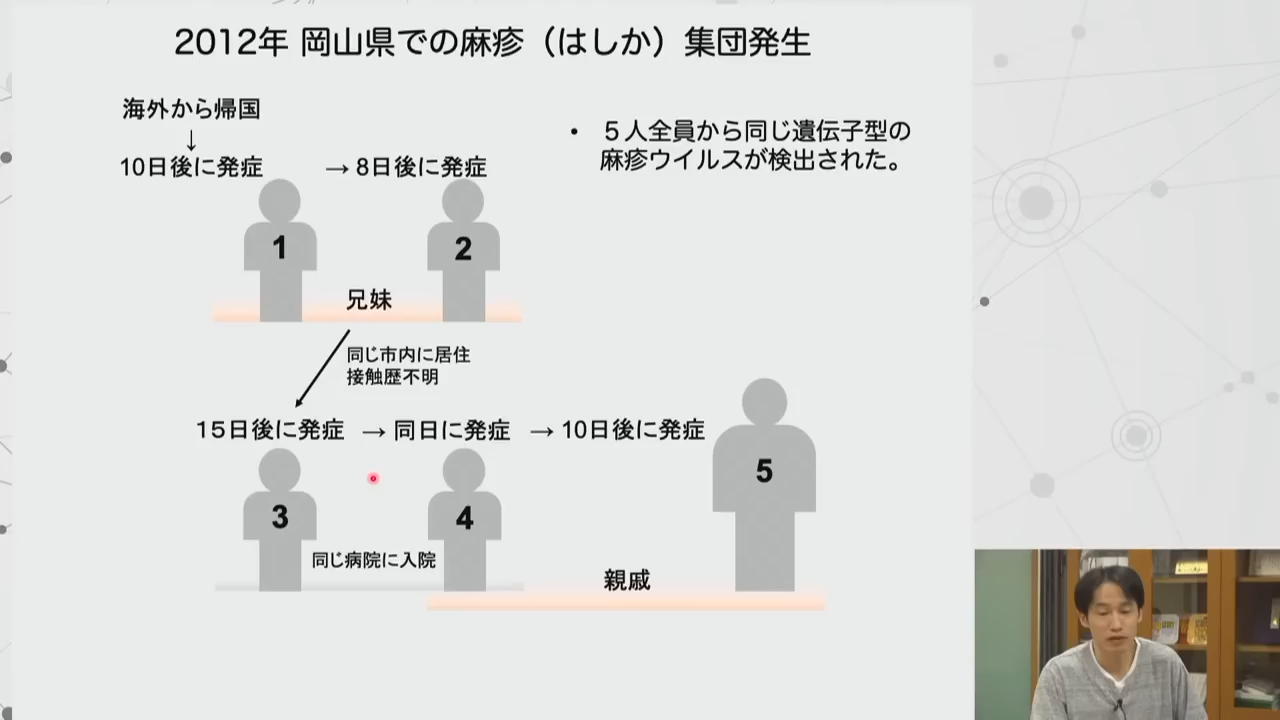 2012年 岡山県での麻疹（はしか）集団発生
海外から帰国
↓
10日後に発症
→ 8日後に発症
• ５人全員から同じ遺伝子型の
麻疹ウイルスが検出された。
1
2
兄妹
同じ市内に居住
接触歴不明
15日後に発症
→ 同日に発症
→ 10日後に発症
3
4
5
同じ病院に入院
親戚